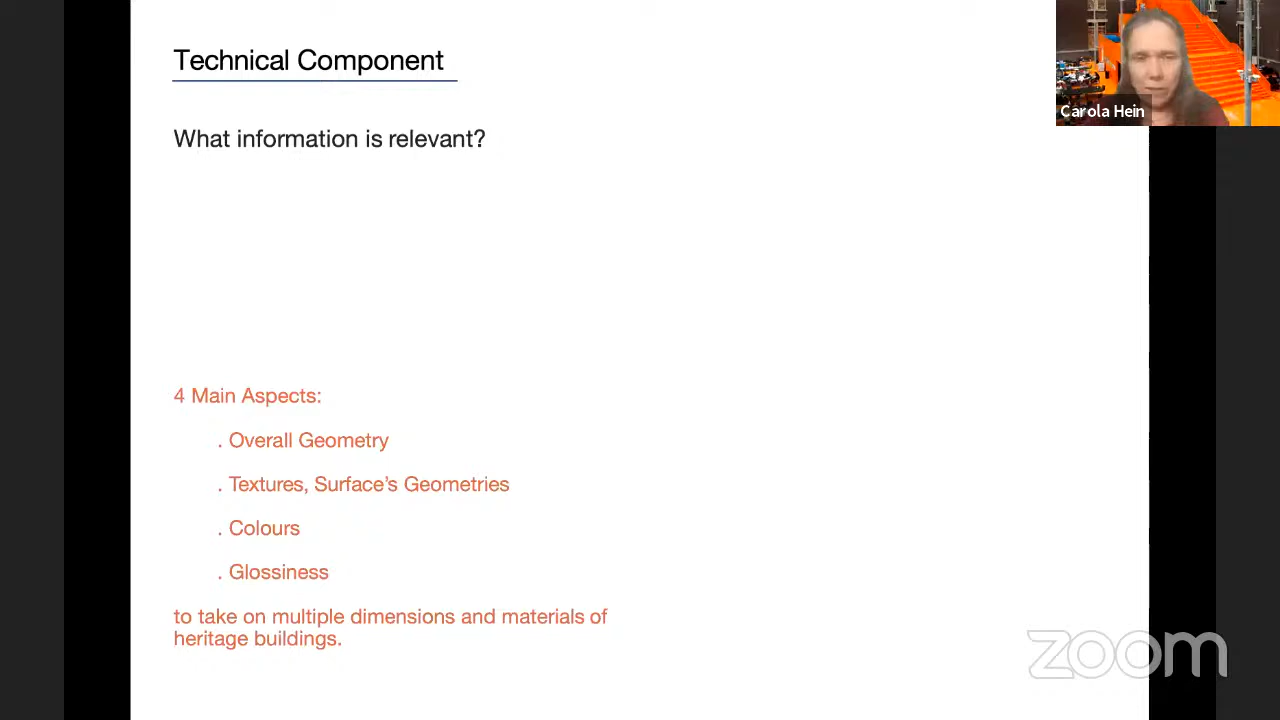 Technical Component
Carola Hein
What information is relevant?
4 Main Aspects:
. Overall Geometry
. Textures, Surface’s Geometries
. Colours
. Glossiness
to take on multiple dimensions and materials of
heritage buildings.
zoom